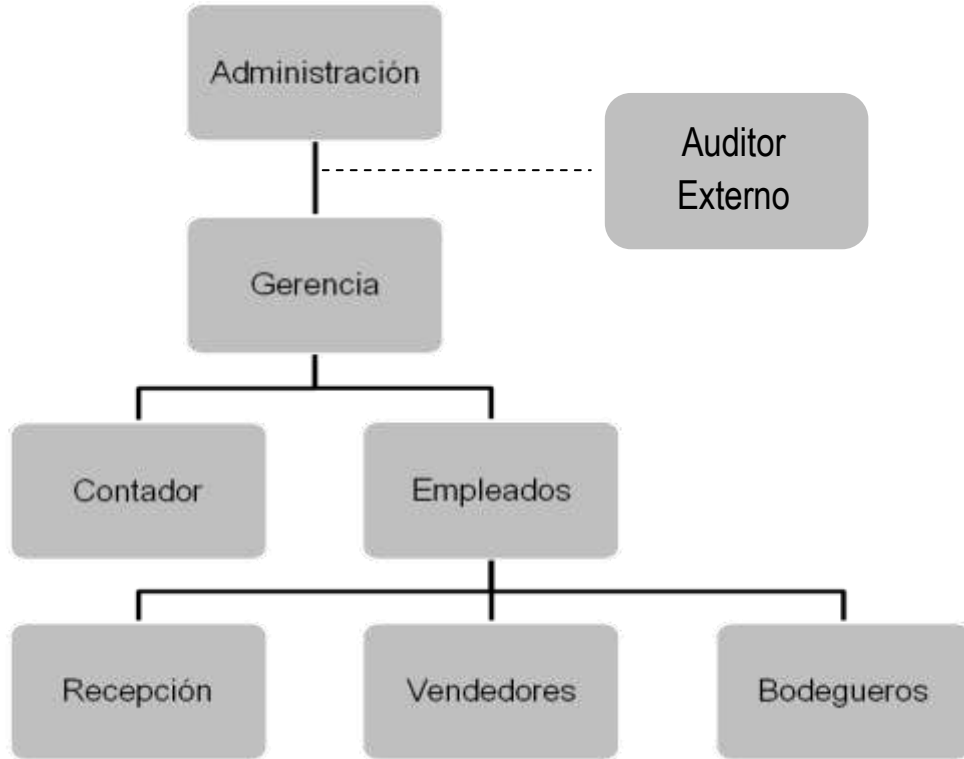 Administración
Auditor
Externo
Gerencia
Contador
Empleados
Recepción
Vendedores
Bodegueros